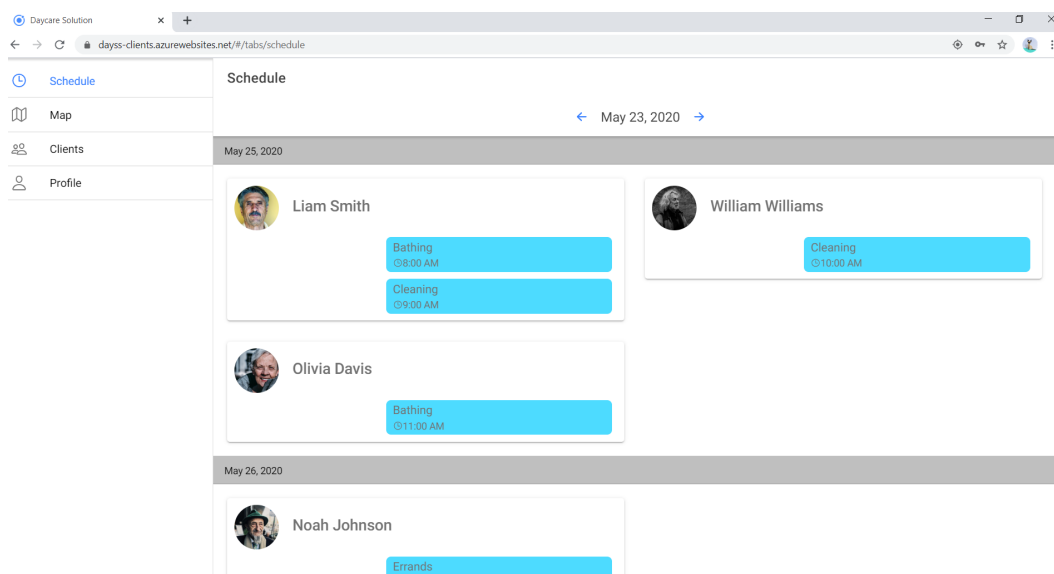 Daycare Solution
dayss-clients.azurewebsites.net/#/tabs/schedule
Schedule
Map
Clients
Profile
Schedule
May 23, 2020
May 25, 2020
Liam Smith
Bathing
8:00 AM
Cleaning
9:00 AM
William Williams
Cleaning
10:00 AM
Olivia Davis
Bathing
11:00 AM
May 26, 2020
Noah Johnson
Errands